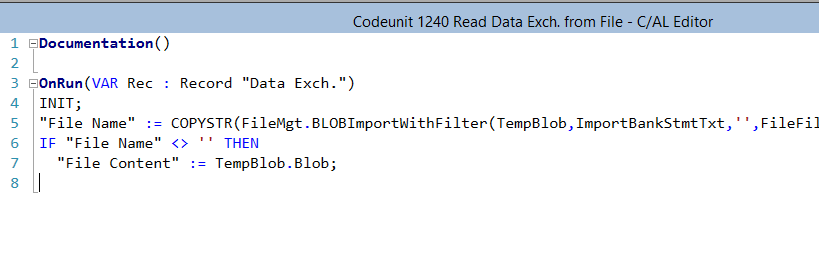 Codeunit 1240 Read Data Exch. from File - C/AL Editor
1 Documentation()
2
3 OnRun(VAR Rec : Record "Data Exch.")
4 INIT;
5 "File Name" := COPYSTR(FileMgt.BLOBImportWithFilter(TempBlob,ImportBankStmtTxt,'',FileFil
6 IF "File Name" <> '' THEN
7 "File Content" := TempBlob.Blob;
8